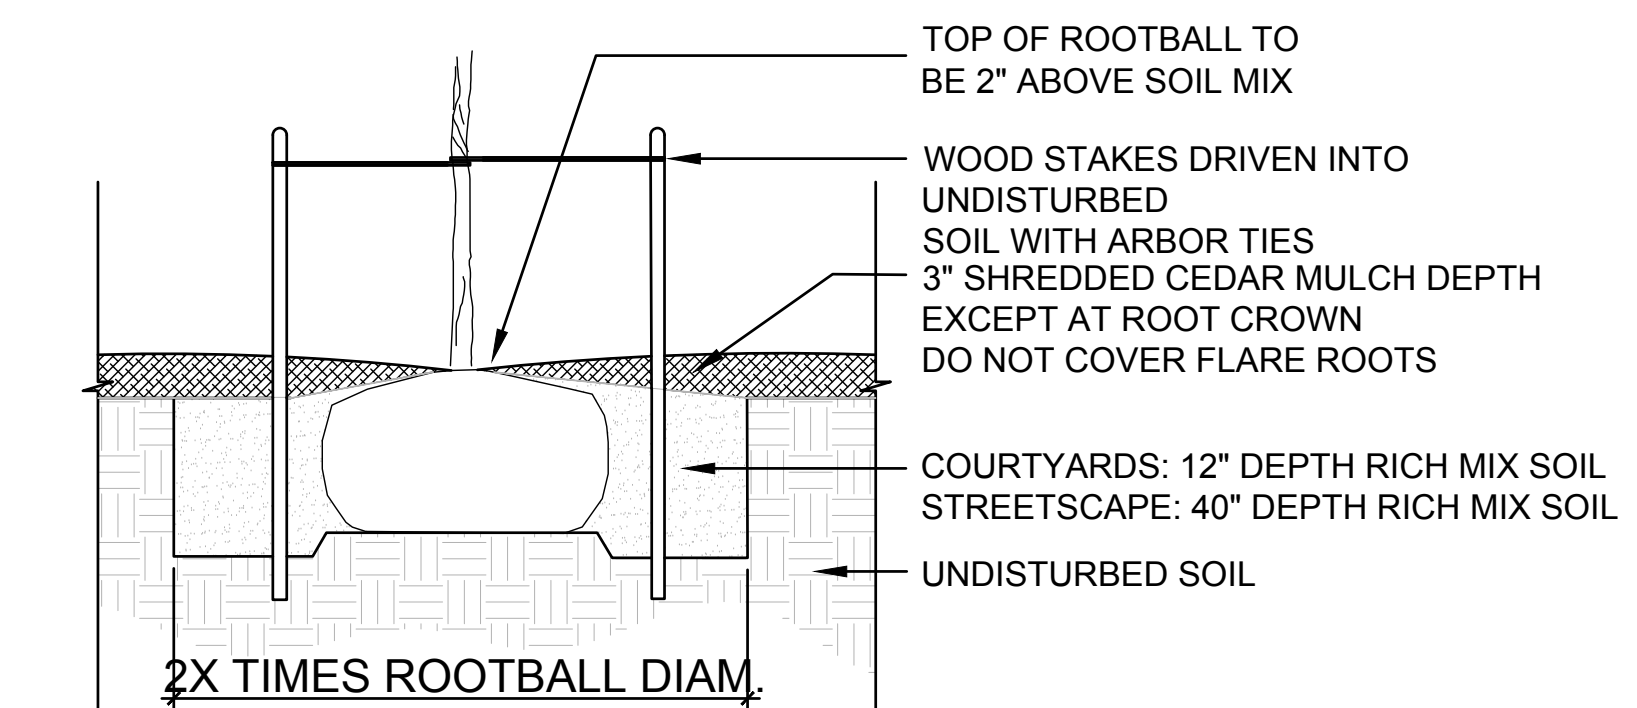 TOP OF ROOTBALL TO
BE 2" ABOVE SOIL MIX
WOOD STAKES DRIVEN INTO
UNDISTURBED
SOIL WITH ARBOR TIES
3" SHREDDED CEDAR MULCH DEPTH
EXCEPT AT ROOT CROWN
DO NOT COVER FLARE ROOTS
COURTYARDS: 12" DEPTH RICH MIX SOIL
STREETSCAPE: 40" DEPTH RICH MIX SOIL
UNDISTURBED SOIL
2X TIMES ROOTBALL DIAM.